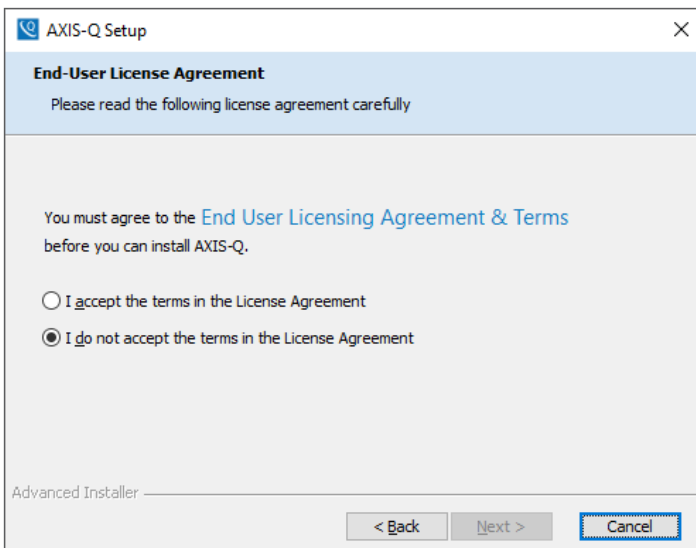 AXIS-Q Setup
End-User License Agreement
Please read the following license agreement carefully
You must agree to the End User Licensing Agreement & Terms
before you can install AXIS-Q.
I accept the terms in the License Agreement
I do not accept the terms in the License Agreement
Advanced Installer
< Back Next > Cancel